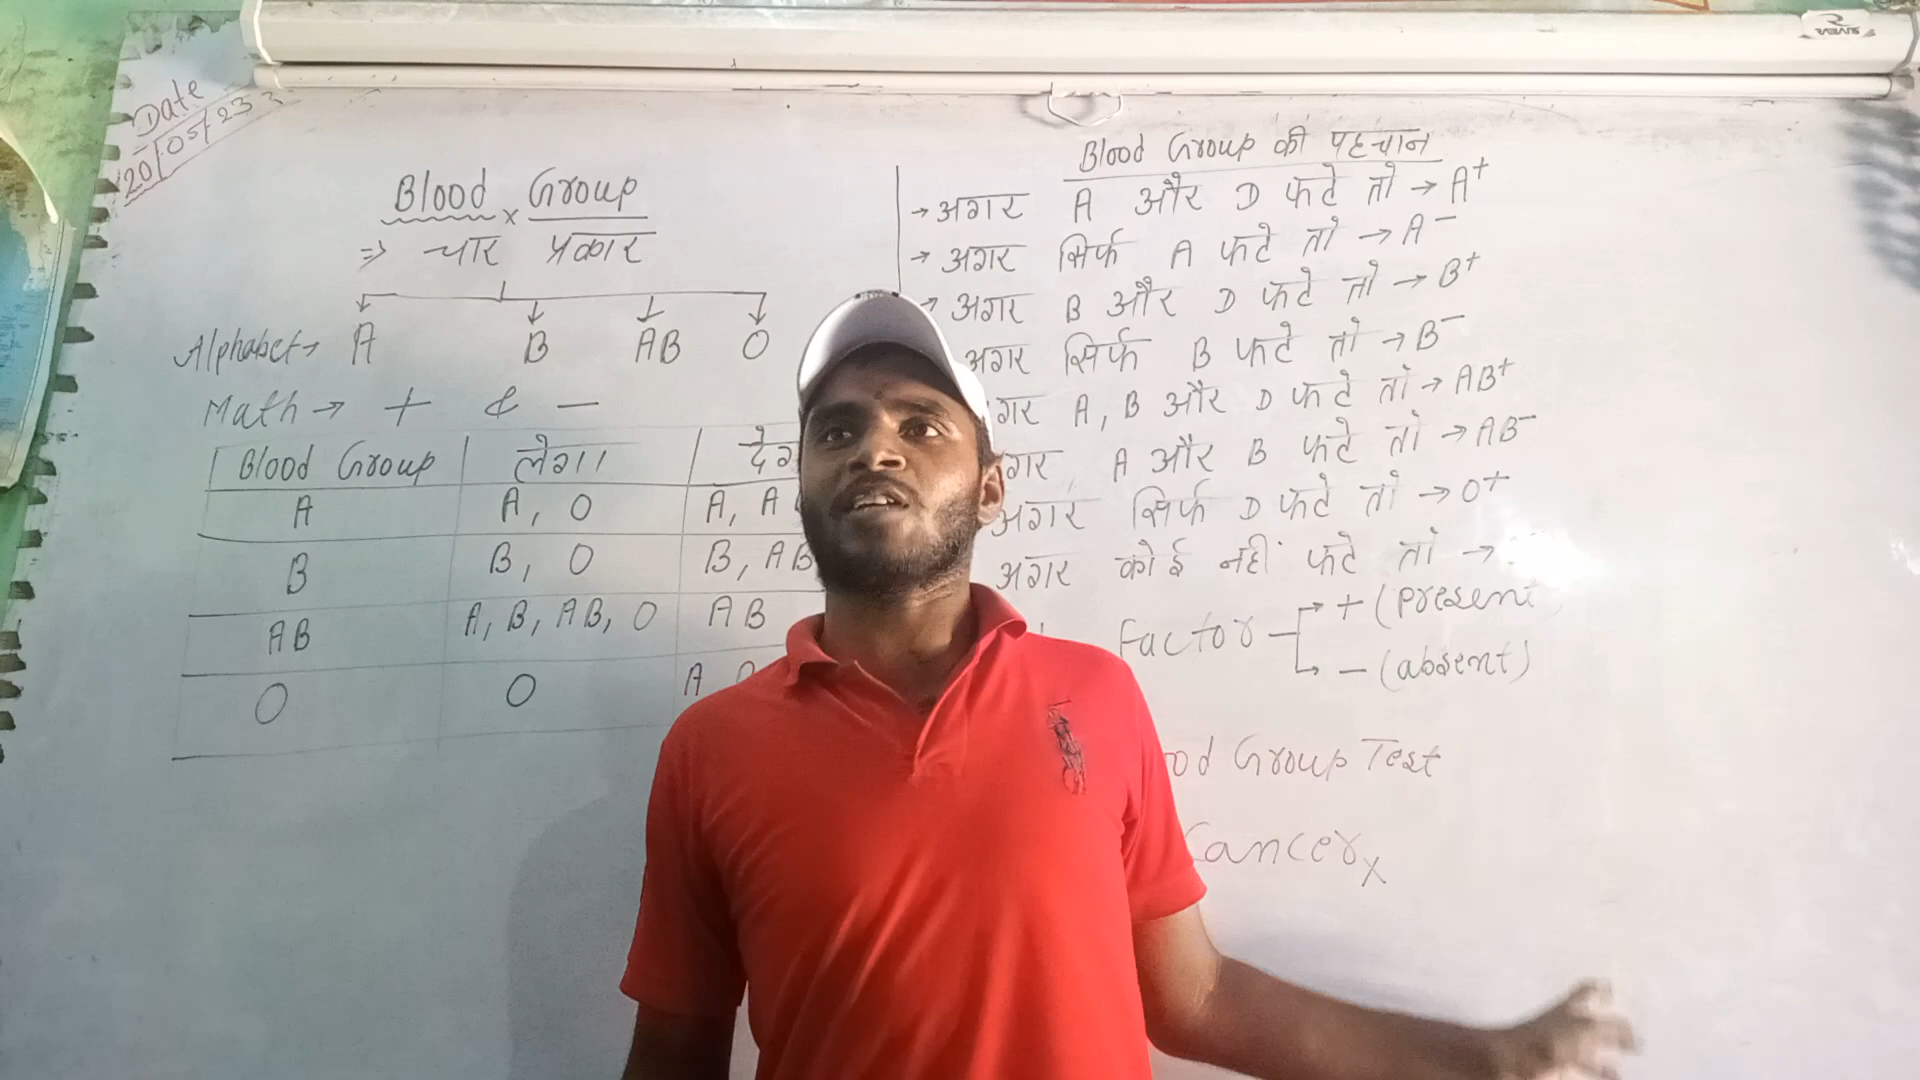 Date
20/05/23
Blood Group
⇒ चार प्रकार
Alphabet→ A B AB O
Math → + & −
Blood Group लेगा
A A, O A, A
B B, O B, AB
AB A, B, AB, O AB
O O A
Blood Group की पहचान
→ अगर A और D फटे तो → A⁺
→ अगर सिर्फ A फटे तो → A⁻
→ अगर B और D फटे तो → B⁺
अगर सिर्फ B फटे तो → B⁻
गर A, B और D फटे तो → AB⁺
गर A और B फटे तो → AB⁻
अगर सिर्फ D फटे तो → O⁺
अगर कोई नहीं फटे तो →
Factor → + (present
→ − (absent)
od Group Test
Cancer